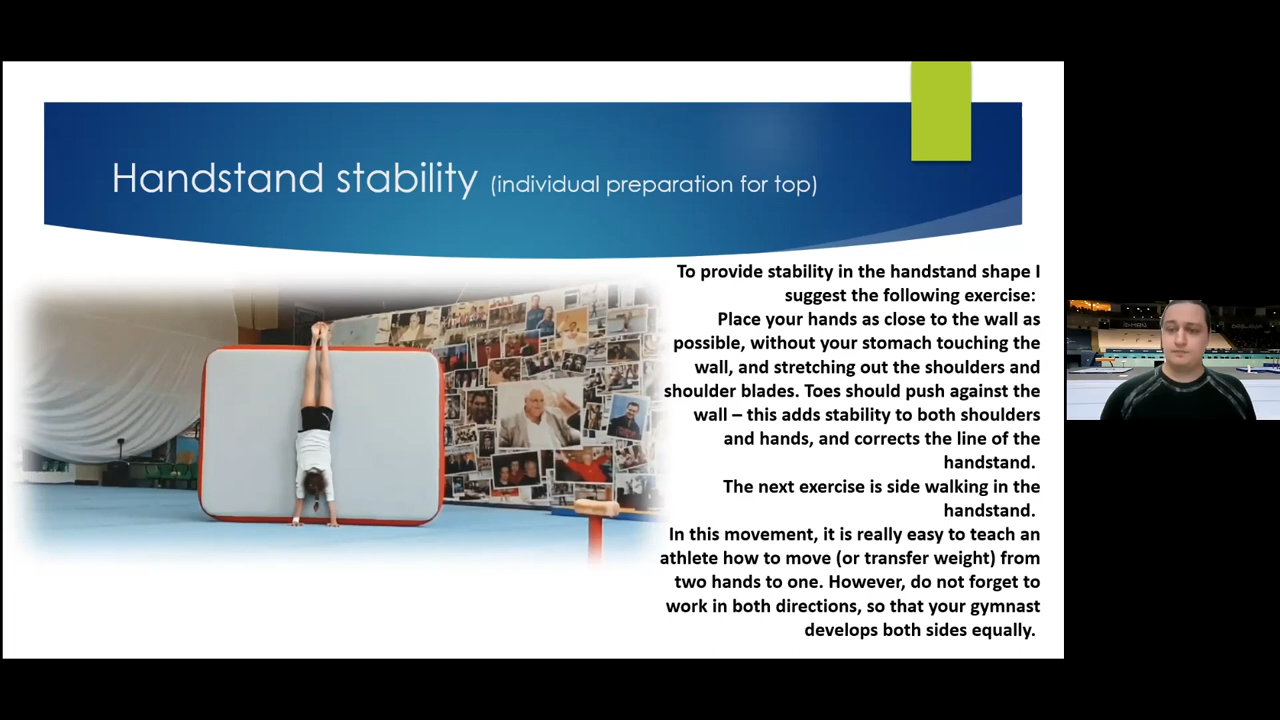 Handstand stability (individual preparation for top)
To provide stability in the handstand shape I
suggest the following exercise:
Place your hands as close to the wall as
possible, without your stomach touching the
wall, and stretching out the shoulders and
shoulder blades. Toes should push against the
wall – this adds stability to both shoulders
and hands, and corrects the line of the
handstand.
The next exercise is side walking in the
handstand.
In this movement, it is really easy to teach an
athlete how to move (or transfer weight) from
two hands to one. However, do not forget to
work in both directions, so that your gymnast
develops both sides equally.